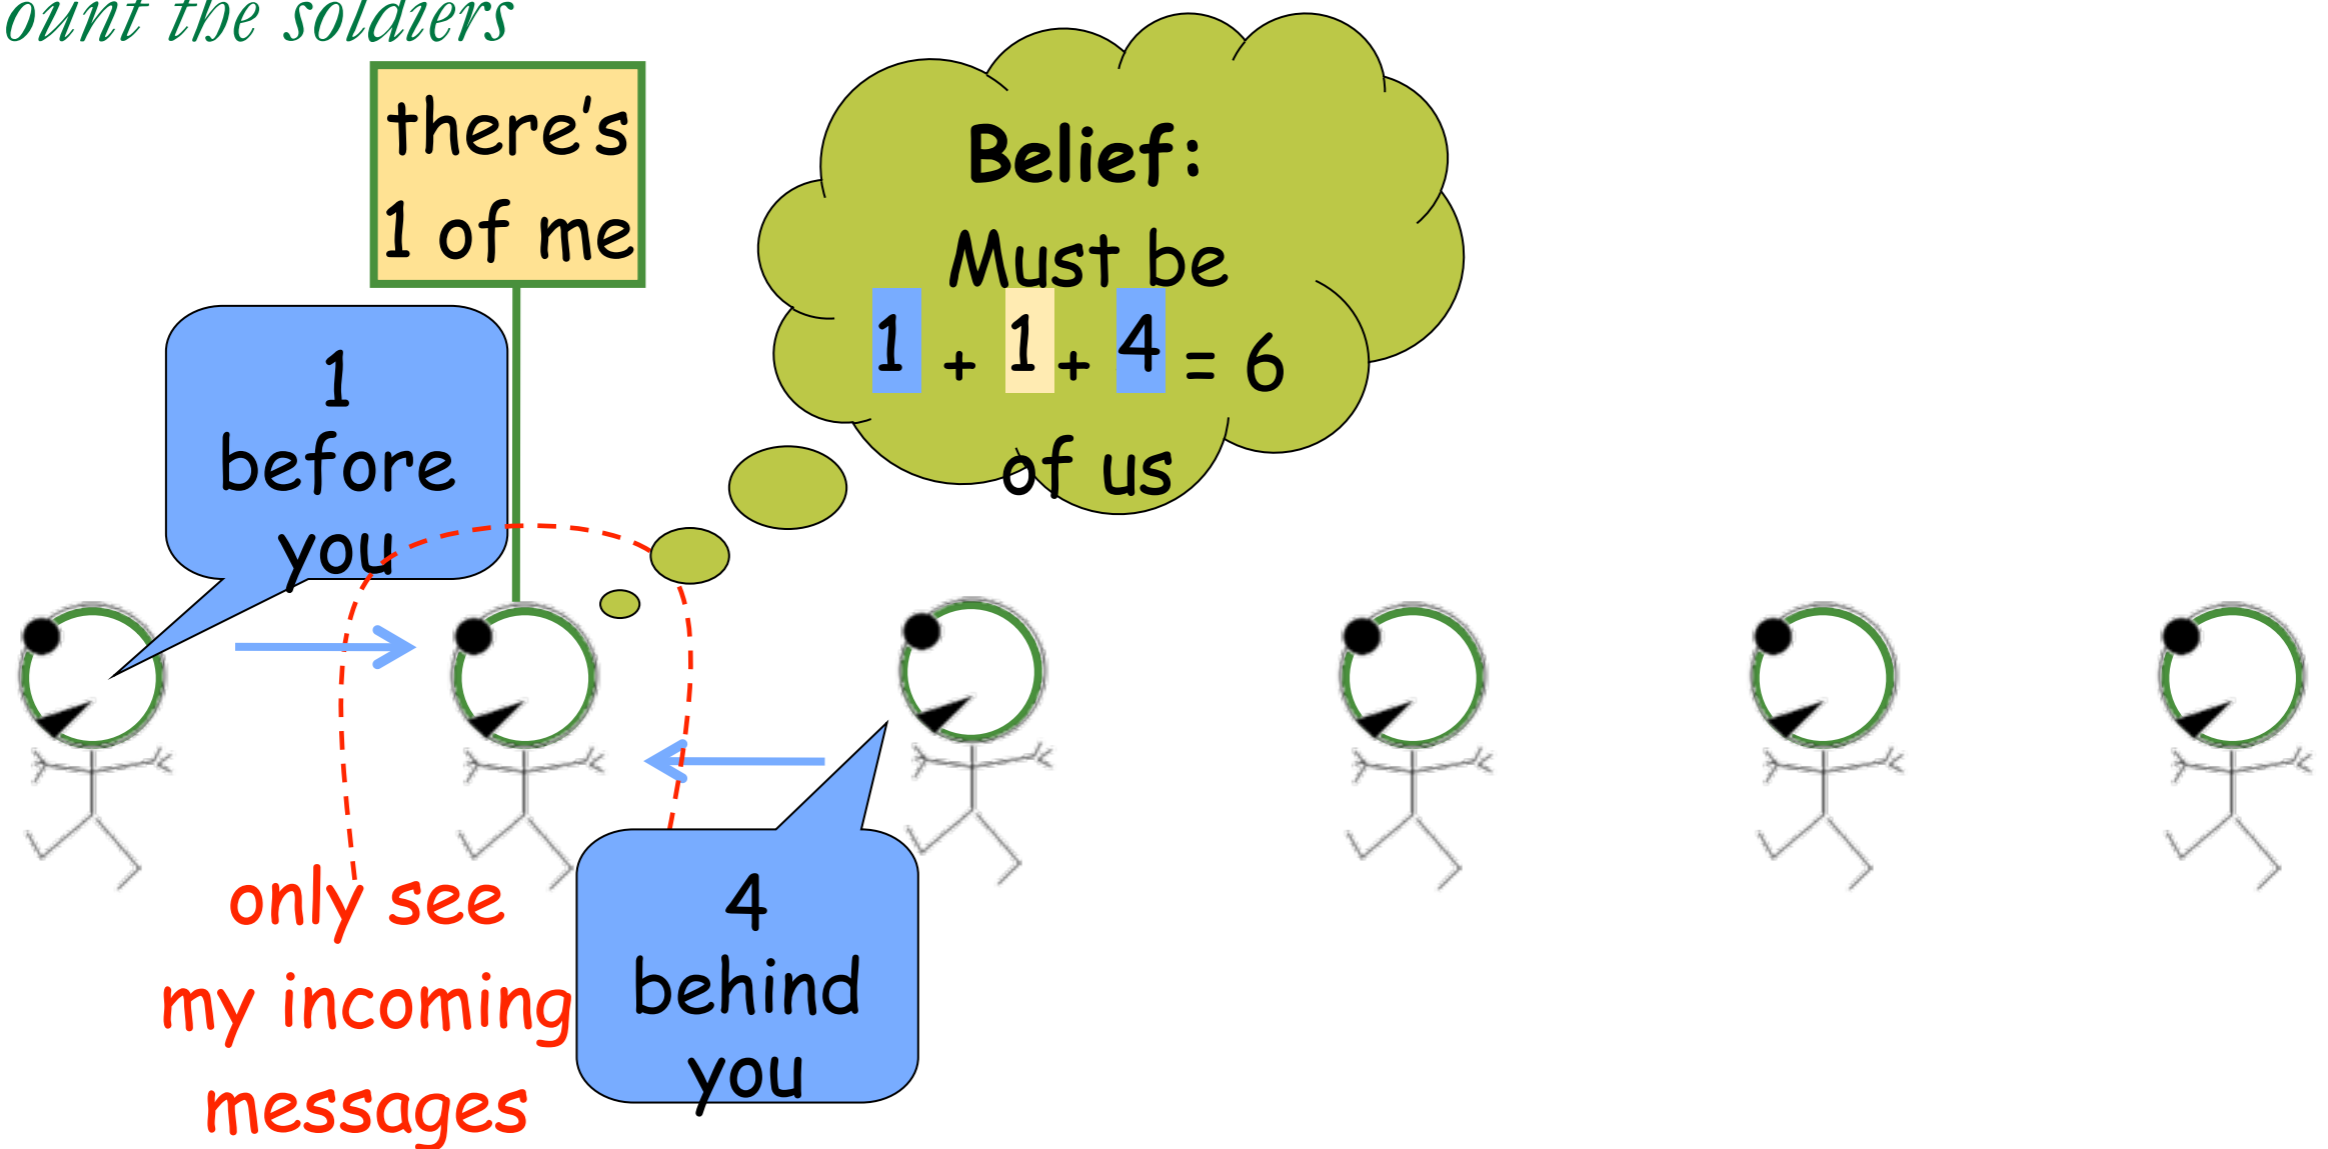 ount the soldiers
there's
1 of me
Belief:
Must be
1 + 1 + 4 = 6
of us
1
before
you
4
behind
you
only see
my incoming
messages